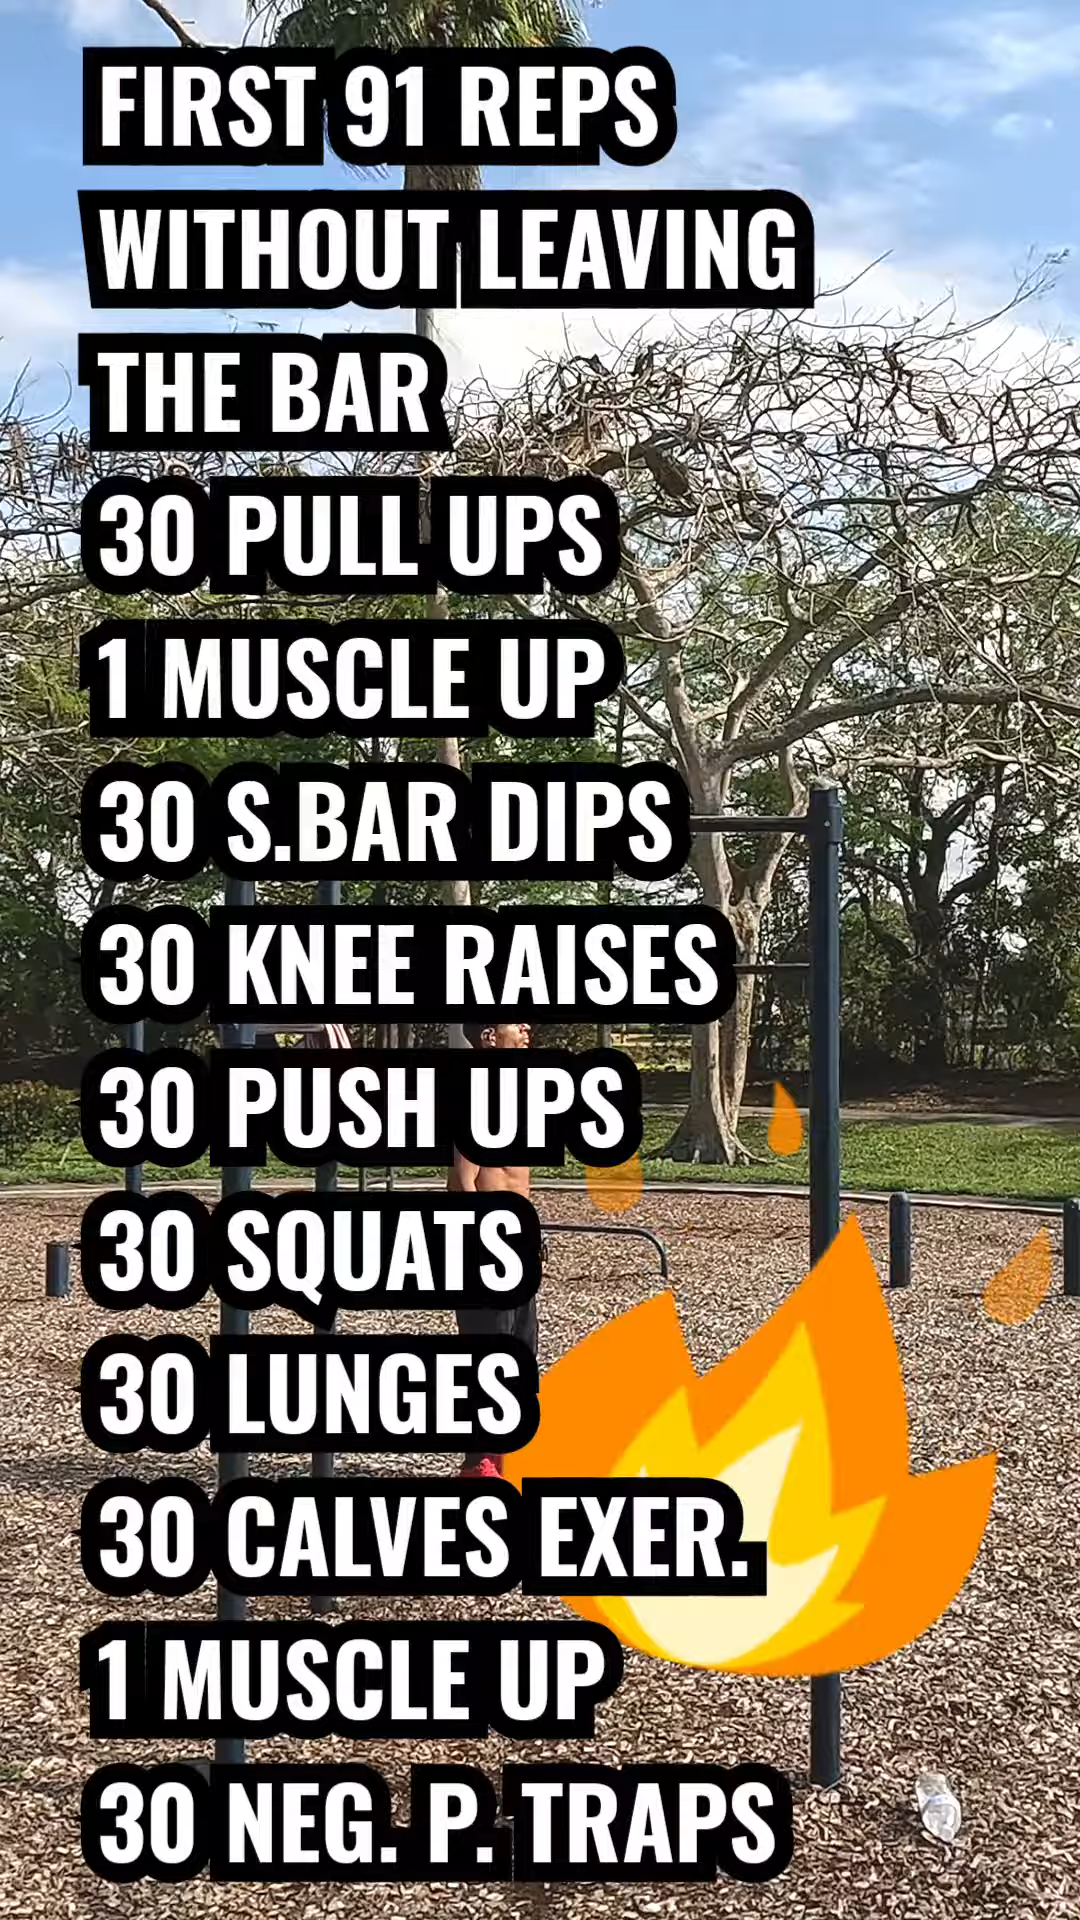 FIRST 91 REPS
WITHOUT LEAVING
THE BAR
30 PULL UPS
1 MUSCLE UP
30 S.BAR DIPS
30 KNEE RAISES
30 PUSH UPS
30 SQUATS
30 LUNGES
30 CALVES EXER.
1 MUSCLE UP
30 NEG. P. TRAPS